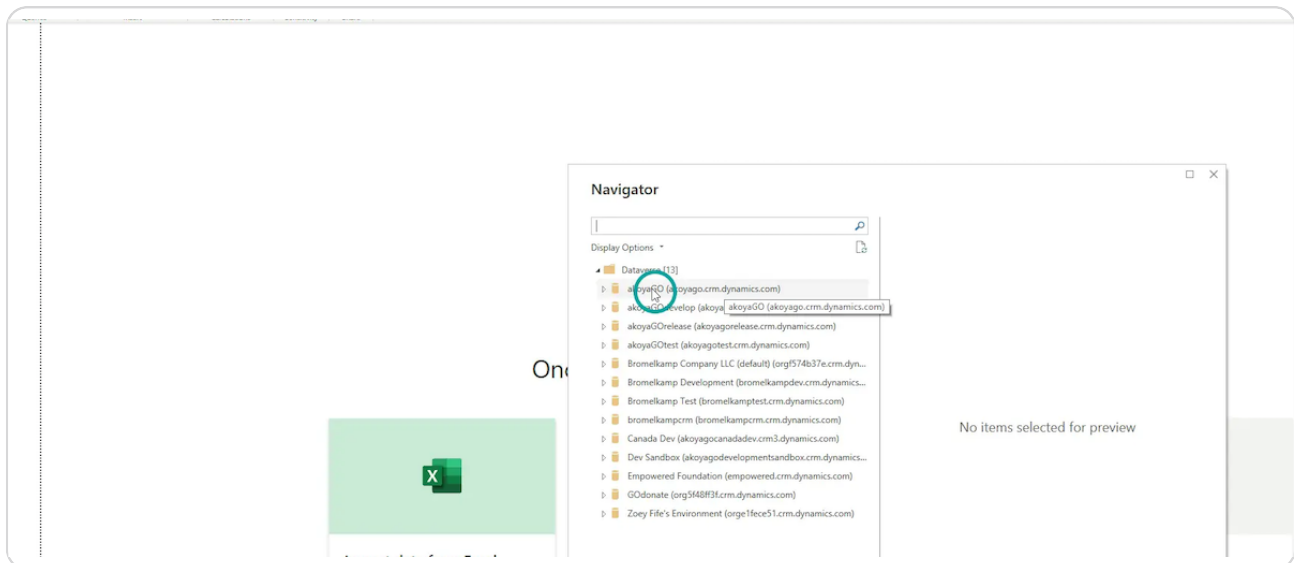 Navigator
Display Options
Dataverse [13]
akoyaGO (akoyago.crm.dynamics.com)
akoyaGOdevelop (akoya
akoyaGO (akoyago.crm.dynamics.com)
akoyaGOrelease (akoyagorelease.crm.dynamics.com)
akoyaGOtest (akoyagotest.crm.dynamics.com)
Bromelkamp Company LLC (default) (orgf574b37e.crm.dyn...
Bromelkamp Development (bromelkampdev.crm.dynamics...
Bromelkamp Test (bromelkamptest.crm.dynamics.com)
bromelkampcrm (bromelkampcrm.crm.dynamics.com)
Canada Dev (akoyagocanadadev.crm3.dynamics.com)
Dev Sandbox (akoyagodevelopmentsandbox.crm.dynamics...
Empowered Foundation (empowered.crm.dynamics.com)
GOdonate (org5f48ff3f.crm.dynamics.com)
Zoey Fife's Environment (orge1fece51.crm.dynamics.com)
No items selected for preview
On
X